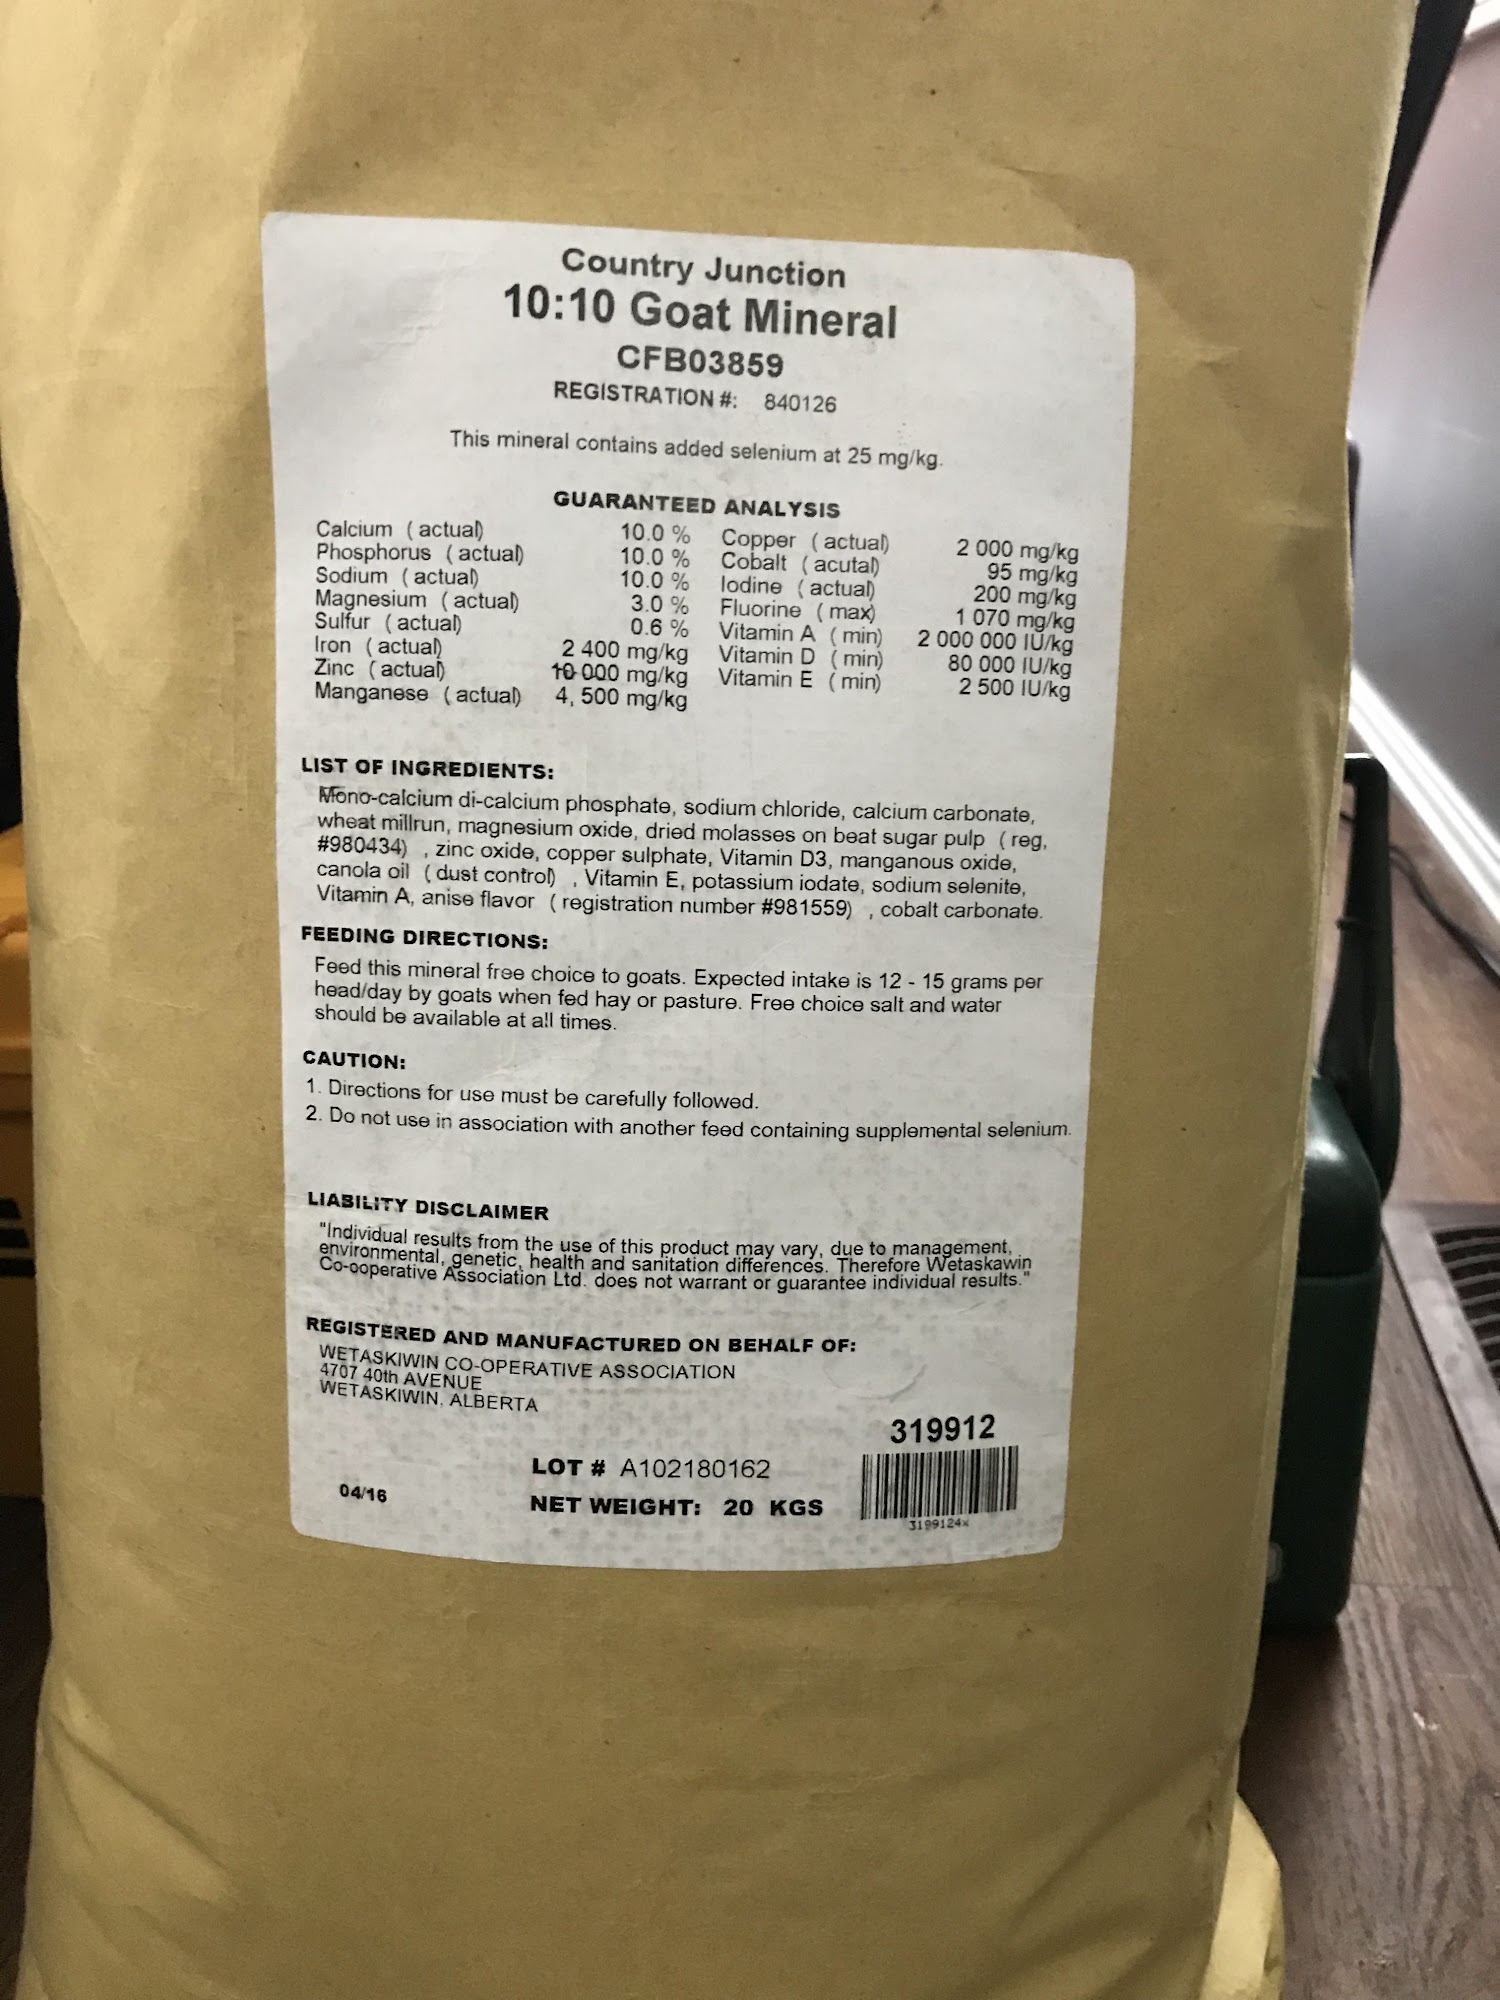 Country Junction
10:10 Goat Mineral
CFB03859
REGISTRATION #: 840126
This mineral contains added selenium at 25 mg/kg.
GUARANTEED ANALYSIS
Calcium (actual) 10.0 % Copper (actual) 2 000 mg/kg
Phosphorus (actual) 10.0 % Cobalt (acutal) 95 mg/kg
Sodium (actual) 10.0 % Iodine (actual) 200 mg/kg
Magnesium (actual) 3.0 % Fluorine (max) 1 070 mg/kg
Sulfur (actual) 0.6 % Vitamin A (min) 2 000 000 IU/kg
Iron (actual) 2 400 mg/kg Vitamin D (min) 80 000 IU/kg
Zinc (actual) 10 000 mg/kg Vitamin E (min) 2 500 IU/kg
Manganese (actual) 4, 500 mg/kg
LIST OF INGREDIENTS:
Mono-calcium di-calcium phosphate, sodium chloride, calcium carbonate,
wheat millrun, magnesium oxide, dried molasses on beat sugar pulp (reg,
#980434) , zinc oxide, copper sulphate, Vitamin D3, manganous oxide,
canola oil (dust control) , Vitamin E, potassium iodate, sodium selenite,
Vitamin A, anise flavor (registration number #981559) , cobalt carbonate.
FEEDING DIRECTIONS:
Feed this mineral free choice to goats. Expected intake is 12 - 15 grams per
head/day by goats when fed hay or pasture. Free choice salt and water
should be available at all times.
CAUTION:
1. Directions for use must be carefully followed.
2. Do not use in association with another feed containing supplemental selenium.
LIABILITY DISCLAIMER
"Individual results from the use of this product may vary, due to management,
environmental, genetic, health and sanitation differences. Therefore Wetaskawin
Co-ooperative Association Ltd. does not warrant or guarantee individual results."
REGISTERED AND MANUFACTURED ON BEHALF OF:
WETASKIWIN CO-OPERATIVE ASSOCIATION
4707 40th AVENUE
WETASKIWIN, ALBERTA
319912
LOT # A102180162
04/16
NET WEIGHT: 20 KGS
3199124x